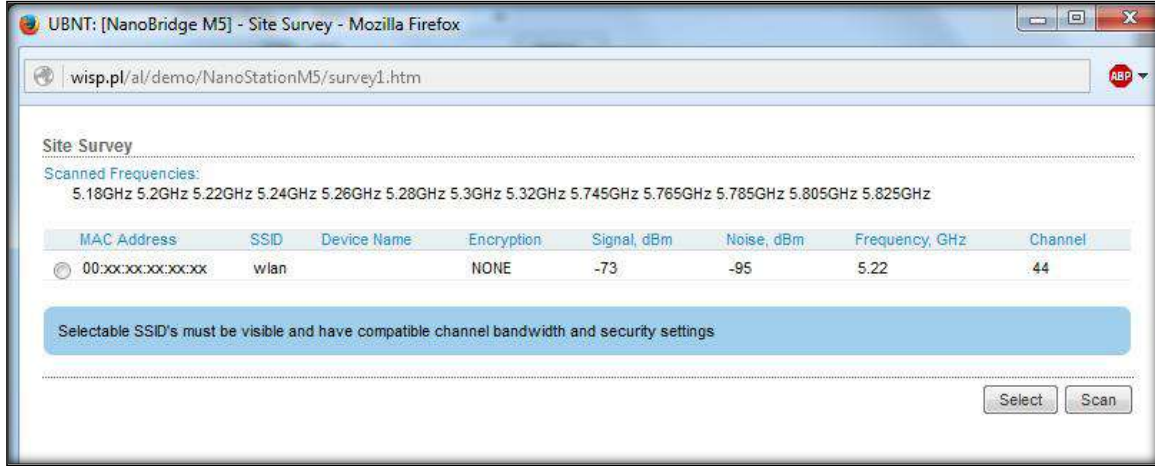 UBNT: [NanoBridge M5] - Site Survey - Mozilla Firefox
wisp.pl/al/demo/NanoStationM5/survey1.htm
ABP
Site Survey
Scanned Frequencies:
5.18GHz 5.2GHz 5.22GHz 5.24GHz 5.26GHz 5.28GHz 5.3GHz 5.32GHz 5.745GHz 5.765GHz 5.785GHz 5.805GHz 5.825GHz
MAC Address SSID Device Name Encryption Signal, dBm Noise, dBm Frequency, GHz Channel
00:xx:xx:xx:xx:xx wlan NONE -73 -95 5.22 44
Selectable SSID's must be visible and have compatible channel bandwidth and security settings
Select Scan